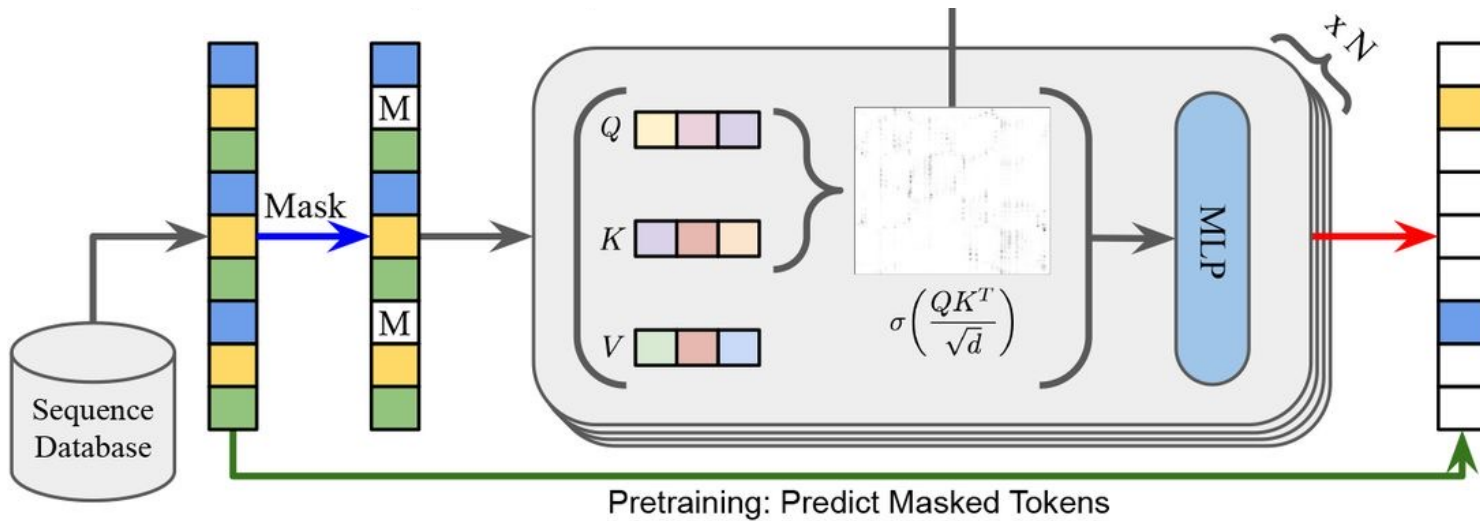 Sequence
Database
Mask
M
M
Q
K
V
σ(QK^T/√d)
MLP
x N
Pretraining: Predict Masked Tokens